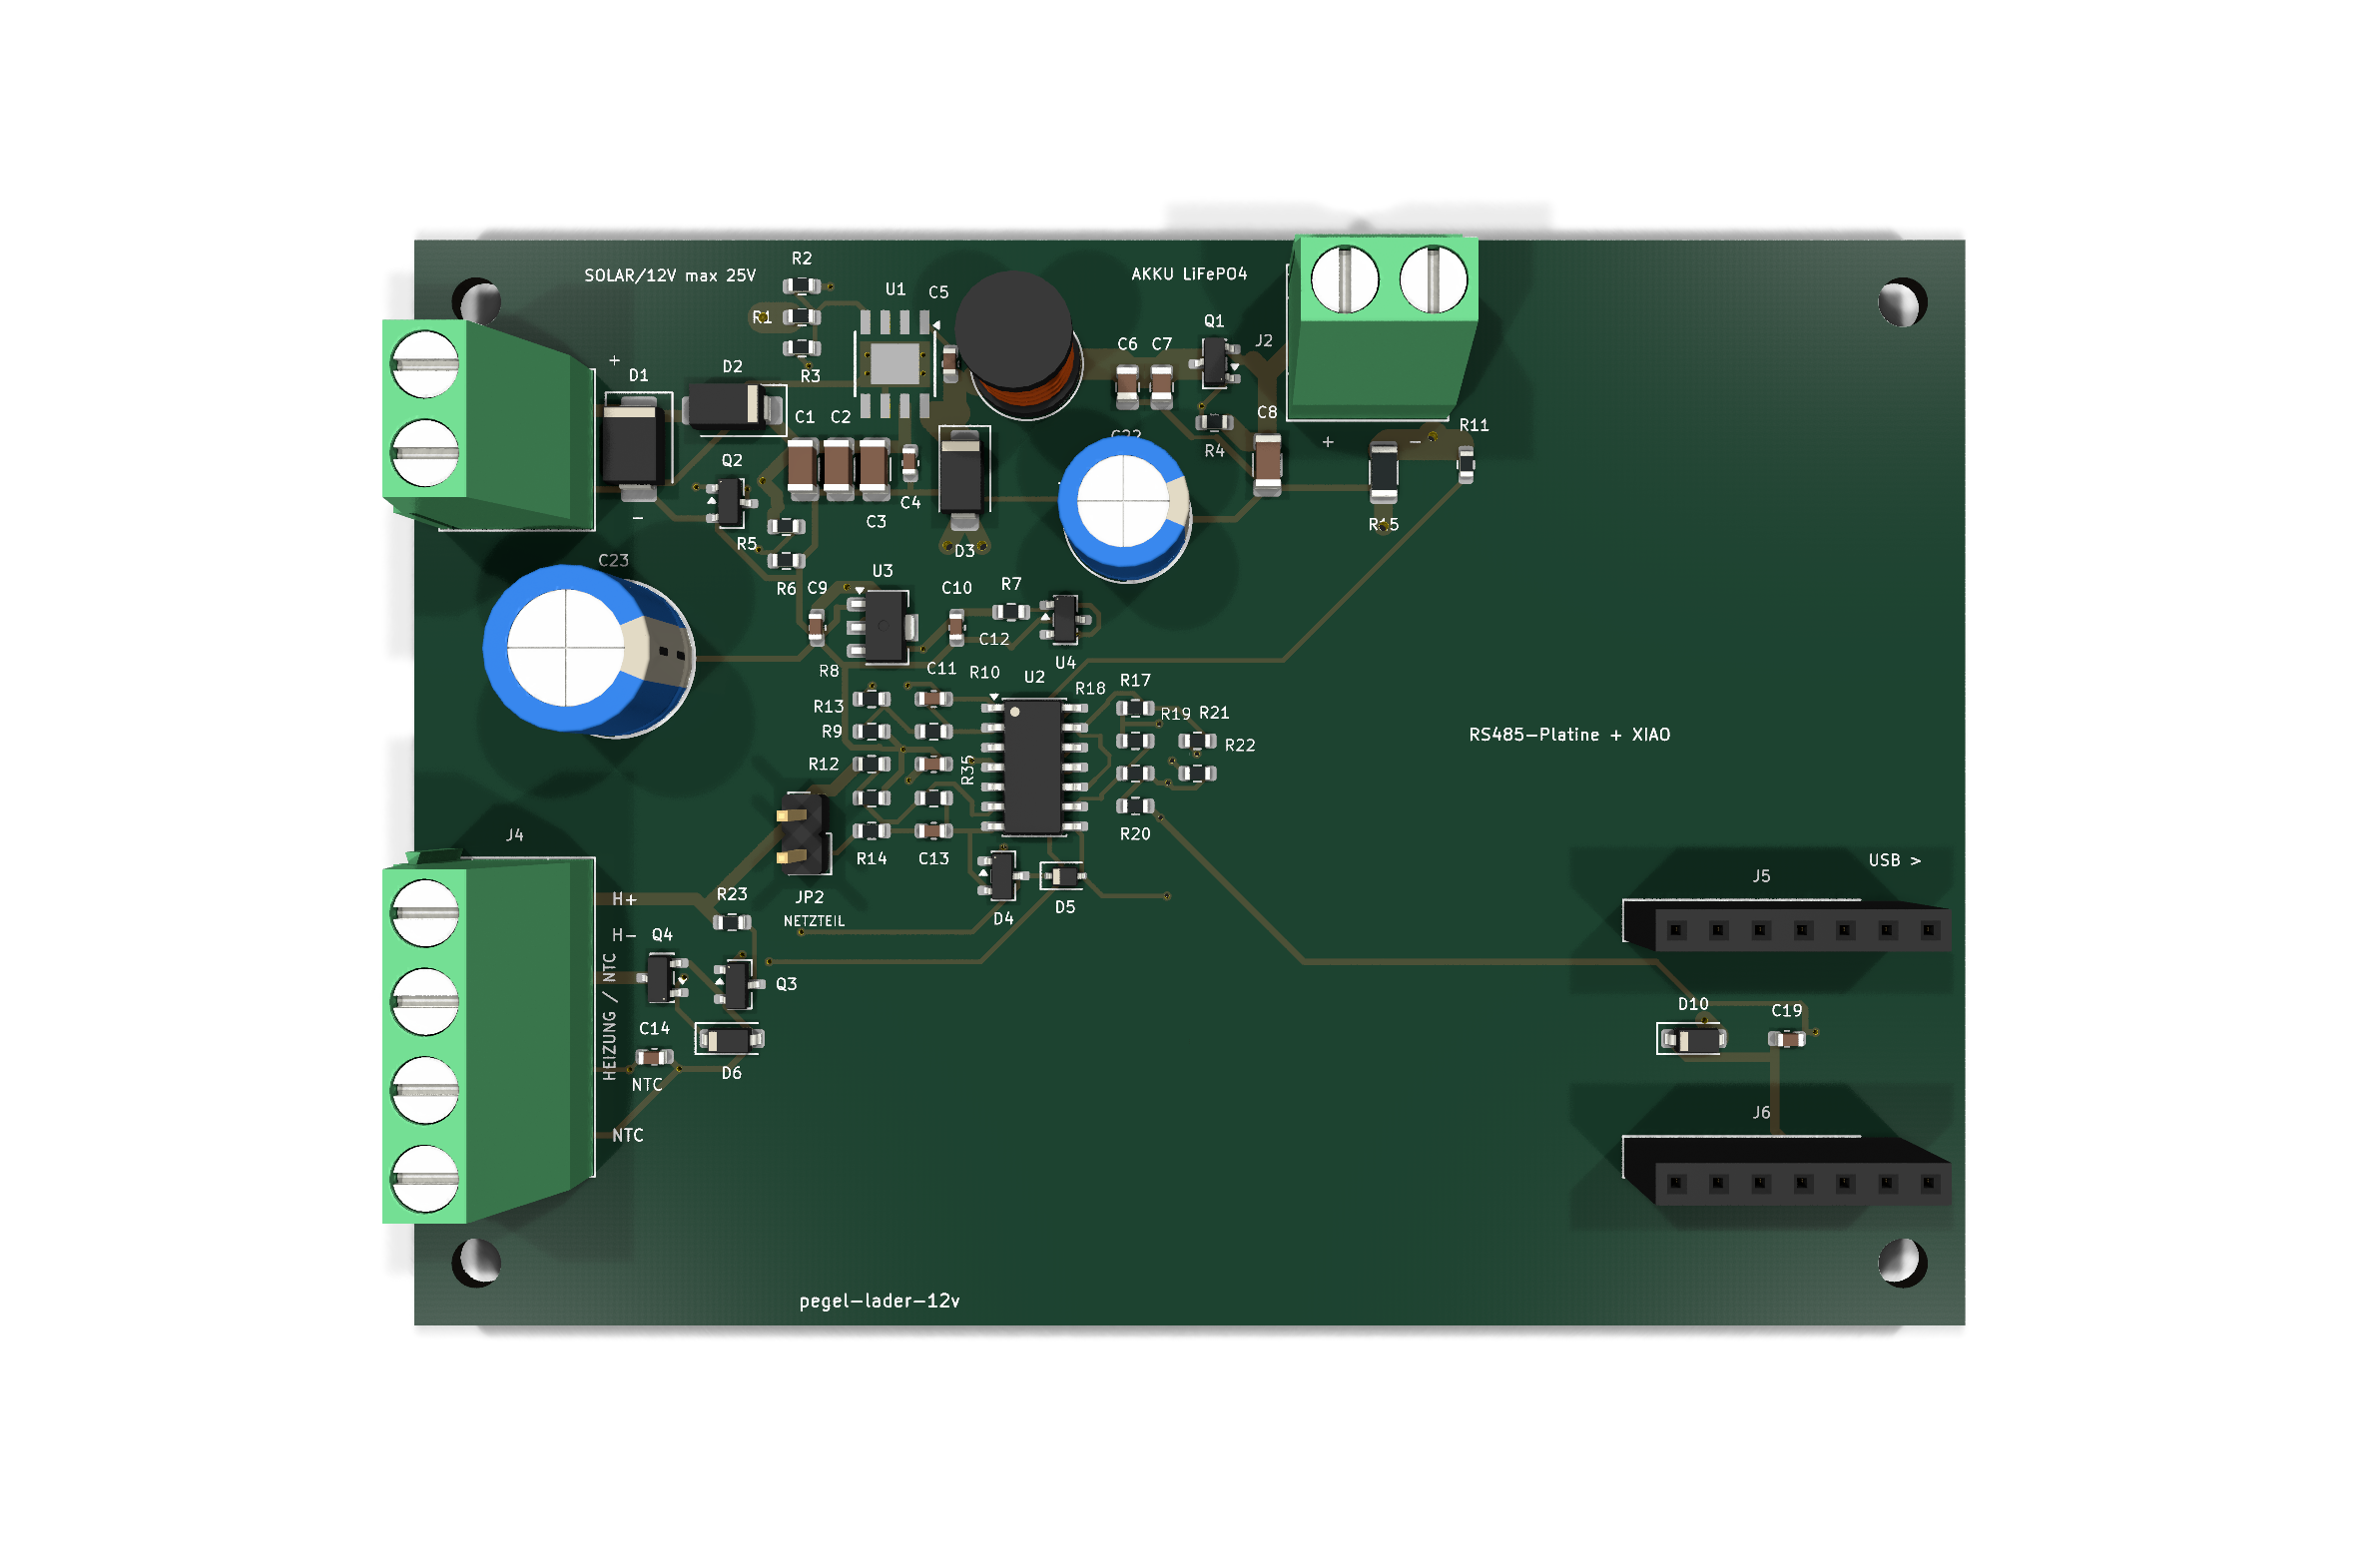 SOLAR/12V max 25V
R2
R1
R3
U1
C5
AKKU LiFePO4
Q1
J2
C6
C7
+
D1
D2
C1
C2
C8
R4
C22
+
-
R11
Q2
C4
C3
R5
R15
-
D3
C23
U3
R6
C9
C10
R7
C12
U4
R8
C11
R10
U2
R18
R17
R13
R19
R21
R9
R22
RS485-Platine + XIAO
R12
R35
R20
J4
R14
C13
USB >
J5
H+
R23
JP2
NETZTEIL
D4
D5
H-
Q4
Q3
HEIZUNG / NTC
D10
C19
C14
D6
NTC
J6
NTC
pegel-lader-12v